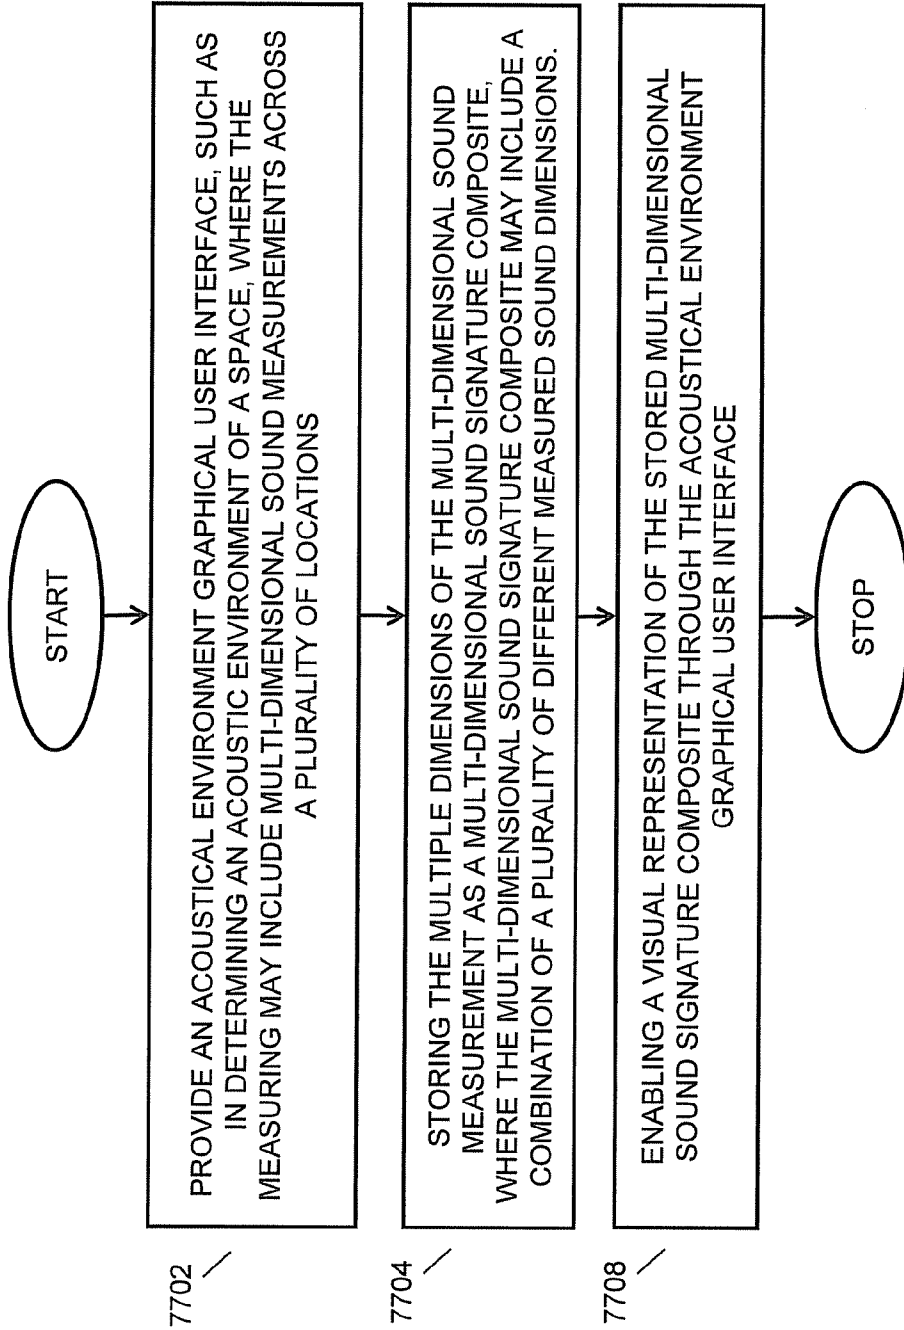 START
7702
PROVIDE AN ACOUSTICAL ENVIRONMENT GRAPHICAL USER INTERFACE, SUCH AS
IN DETERMINING AN ACOUSTIC ENVIRONMENT OF A SPACE, WHERE THE
MEASURING MAY INCLUDE MULTI-DIMENSIONAL SOUND MEASUREMENTS ACROSS
A PLURALITY OF LOCATIONS
7704
STORING THE MULTIPLE DIMENSIONS OF THE MULTI-DIMENSIONAL SOUND
MEASUREMENT AS A MULTI-DIMENSIONAL SOUND SIGNATURE COMPOSITE,
WHERE THE MULTI-DIMENSIONAL SOUND SIGNATURE COMPOSITE MAY INCLUDE A
COMBINATION OF A PLURALITY OF DIFFERENT MEASURED SOUND DIMENSIONS.
7708
ENABLING A VISUAL REPRESENTATION OF THE STORED MULTI-DIMENSIONAL
SOUND SIGNATURE COMPOSITE THROUGH THE ACOUSTICAL ENVIRONMENT
GRAPHICAL USER INTERFACE
STOP